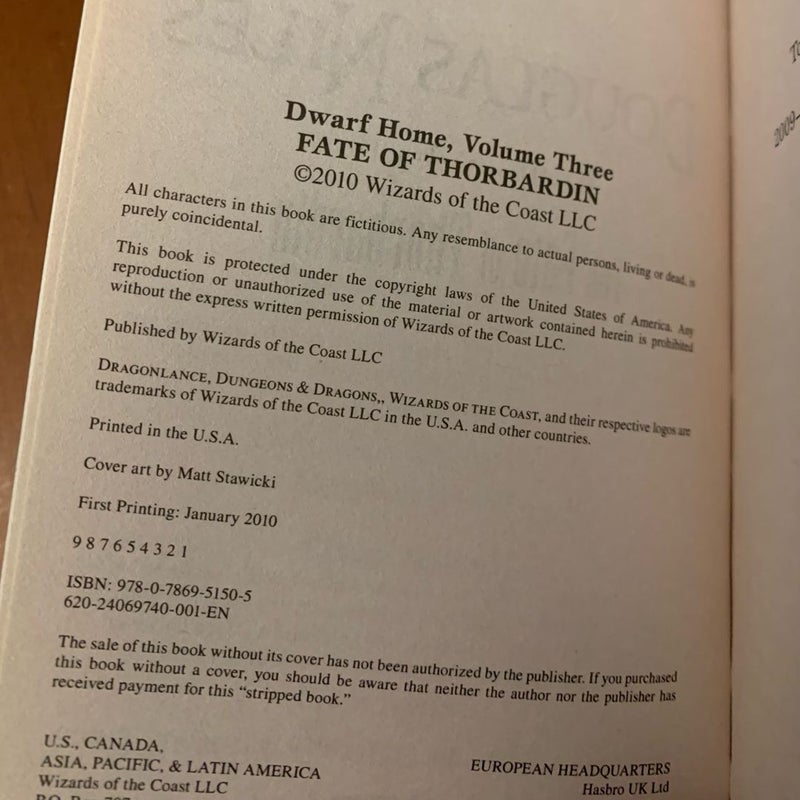 Dwarf Home, Volume Three
FATE OF THORBARDIN
©2010 Wizards of the Coast LLC
All characters in this book are fictitious. Any resemblance to actual persons, living or dead, is
purely coincidental.
This book is protected under the copyright laws of the United States of America. Any
reproduction or unauthorized use of the material or artwork contained herein is prohibited
without the express written permission of Wizards of the Coast LLC.
Published by Wizards of the Coast LLC
DRAGONLANCE, DUNGEONS & DRAGONS,, WIZARDS OF THE COAST, and their respective logos are
trademarks of Wizards of the Coast LLC in the U.S.A. and other countries.
Printed in the U.S.A.
Cover art by Matt Stawicki
First Printing: January 2010
9 8 7 6 5 4 3 2 1
ISBN: 978-0-7869-5150-5
620-24069740-001-EN
The sale of this book without its cover has not been authorized by the publisher. If you purchased
this book without a cover, you should be aware that neither the author nor the publisher has
received payment for this “stripped book.”
U.S., CANADA,
ASIA, PACIFIC, & LATIN AMERICA
Wizards of the Coast LLC
EUROPEAN HEADQUARTERS
Hasbro UK Ltd
2009-